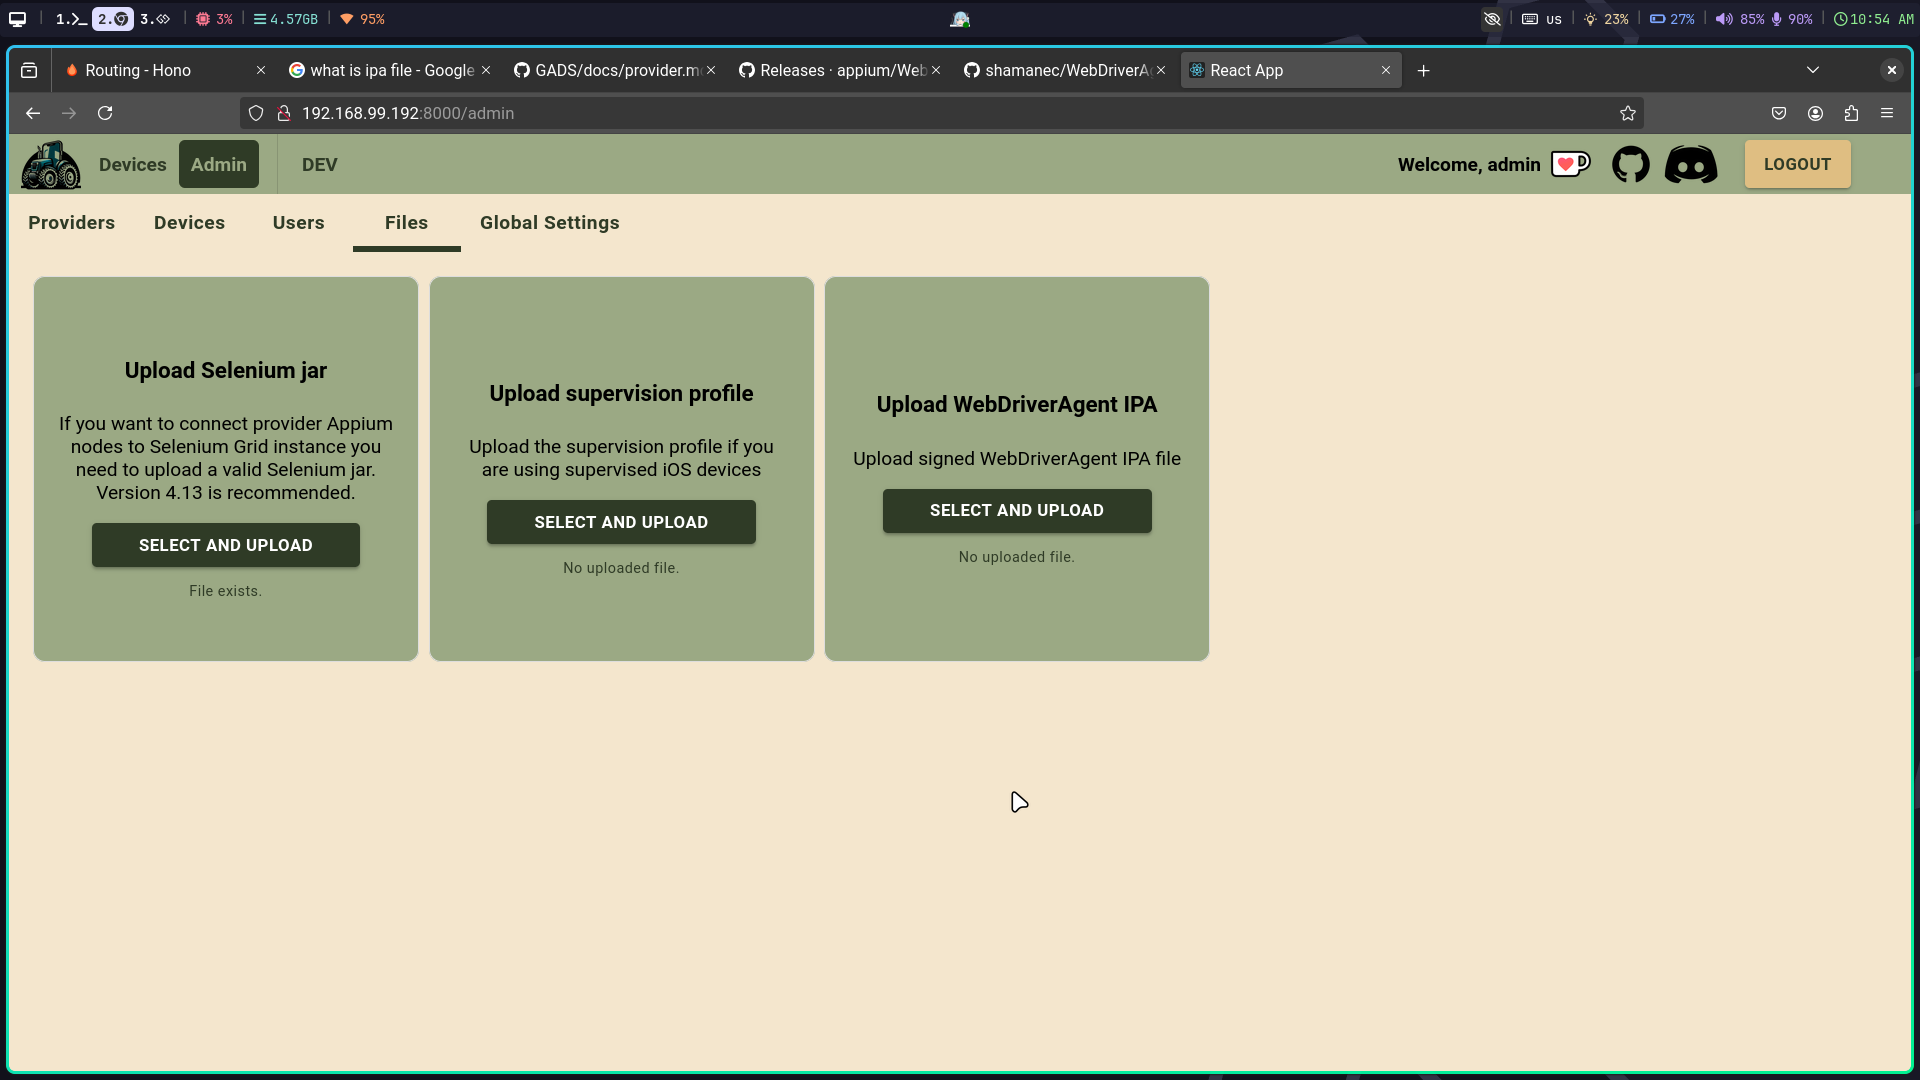 1. 2. 3. 3% 4.57GB 95% us 23% 27% 85% 90% 10:54 AM
Routing - Hono what is ipa file - Google GADS/docs/provider.m Releases · appium/Web shamanec/WebDriverA React App
192.168.99.192:8000/admin
Devices Admin DEV Welcome, admin LOGOUT
Providers Devices Users Files Global Settings
Upload Selenium jar
If you want to connect provider Appium
nodes to Selenium Grid instance you
need to upload a valid Selenium jar.
Version 4.13 is recommended.
SELECT AND UPLOAD
File exists.
Upload supervision profile
Upload the supervision profile if you
are using supervised iOS devices
SELECT AND UPLOAD
No uploaded file.
Upload WebDriverAgent IPA
Upload signed WebDriverAgent IPA file
SELECT AND UPLOAD
No uploaded file.